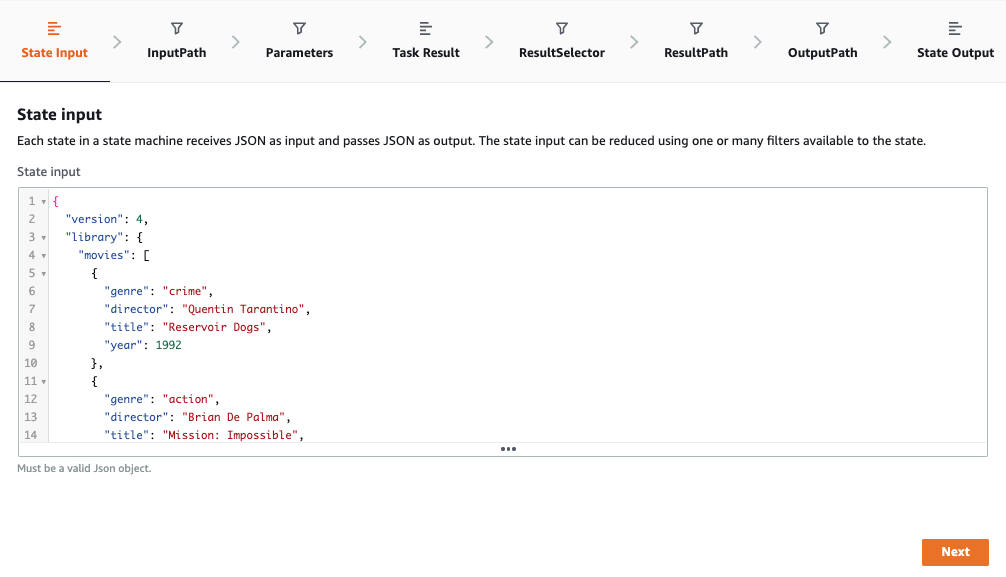 State Input
InputPath
Parameters
Task Result
ResultSelector
ResultPath
OutputPath
State Output
State input
Each state in a state machine receives JSON as input and passes JSON as output. The state input can be reduced using one or many filters available to the state.
State input
1 {
2 "version": 4,
3 "library": {
4 "movies": [
5 {
6 "genre": "crime",
7 "director": "Quentin Tarantino",
8 "title": "Reservoir Dogs",
9 "year": 1992
10 },
11 {
12 "genre": "action",
13 "director": "Brian De Palma",
14 "title": "Mission: Impossible",
Must be a valid Json object.
Next